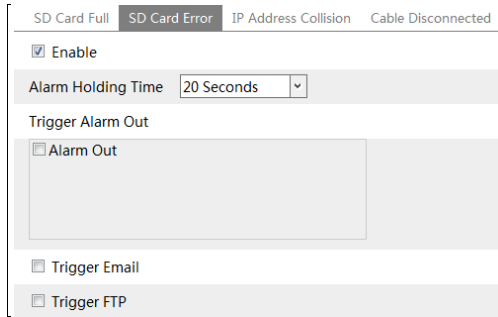 SD Card Full SD Card Error IP Address Collision Cable Disconnected
Enable
Alarm Holding Time 20 Seconds
Trigger Alarm Out
Alarm Out
Trigger Email
Trigger FTP